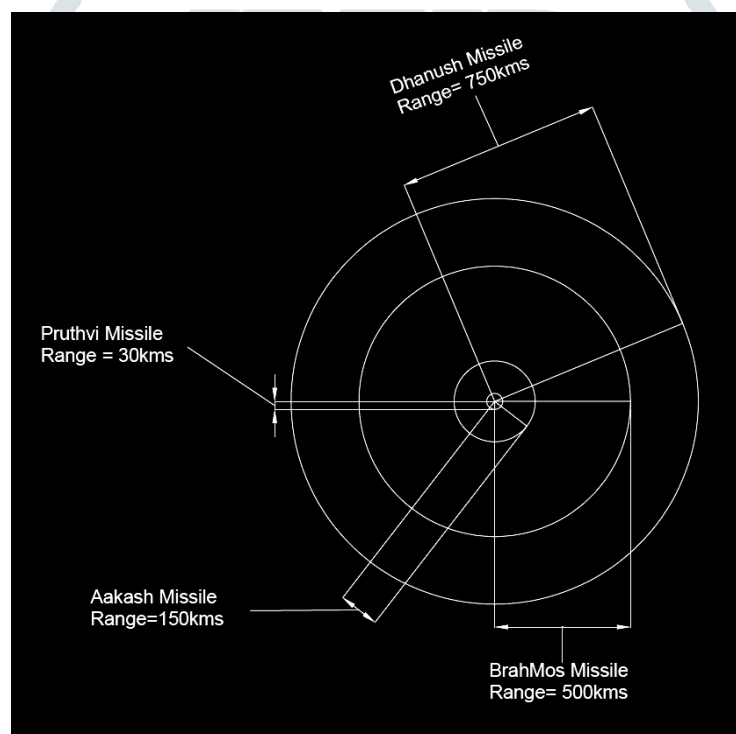 Dhanush Missile
Range= 750kms
Pruthvi Missile
Range = 30kms
Aakash Missile
Range=150kms
BrahMos Missile
Range= 500kms